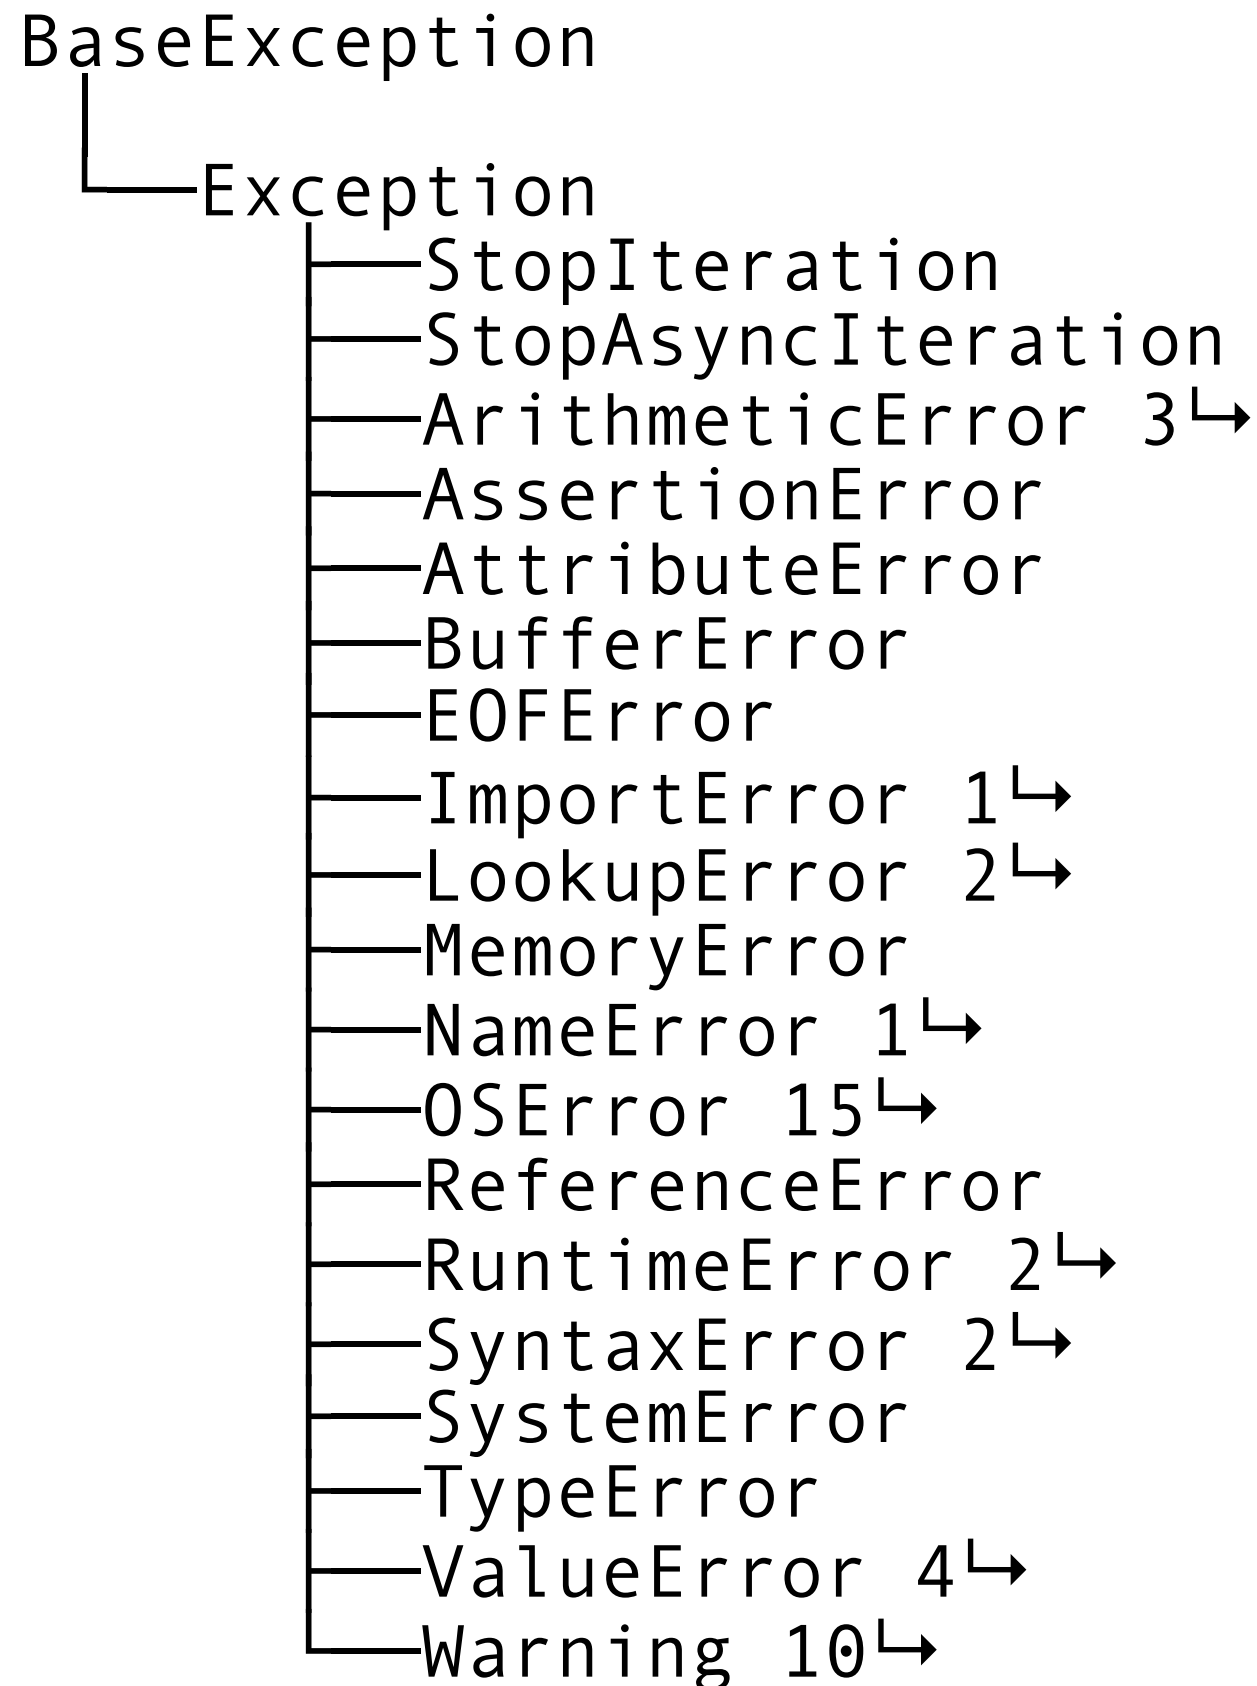 BaseException
Exception
StopIteration
StopAsyncIteration
ArithmeticError 3
AssertionError
AttributeError
BufferError
EOFError
ImportError 1
LookupError 2
MemoryError
NameError 1
OSError 15
ReferenceError
RuntimeError 2
SyntaxError 2
SystemError
TypeError
ValueError 4
Warning 10